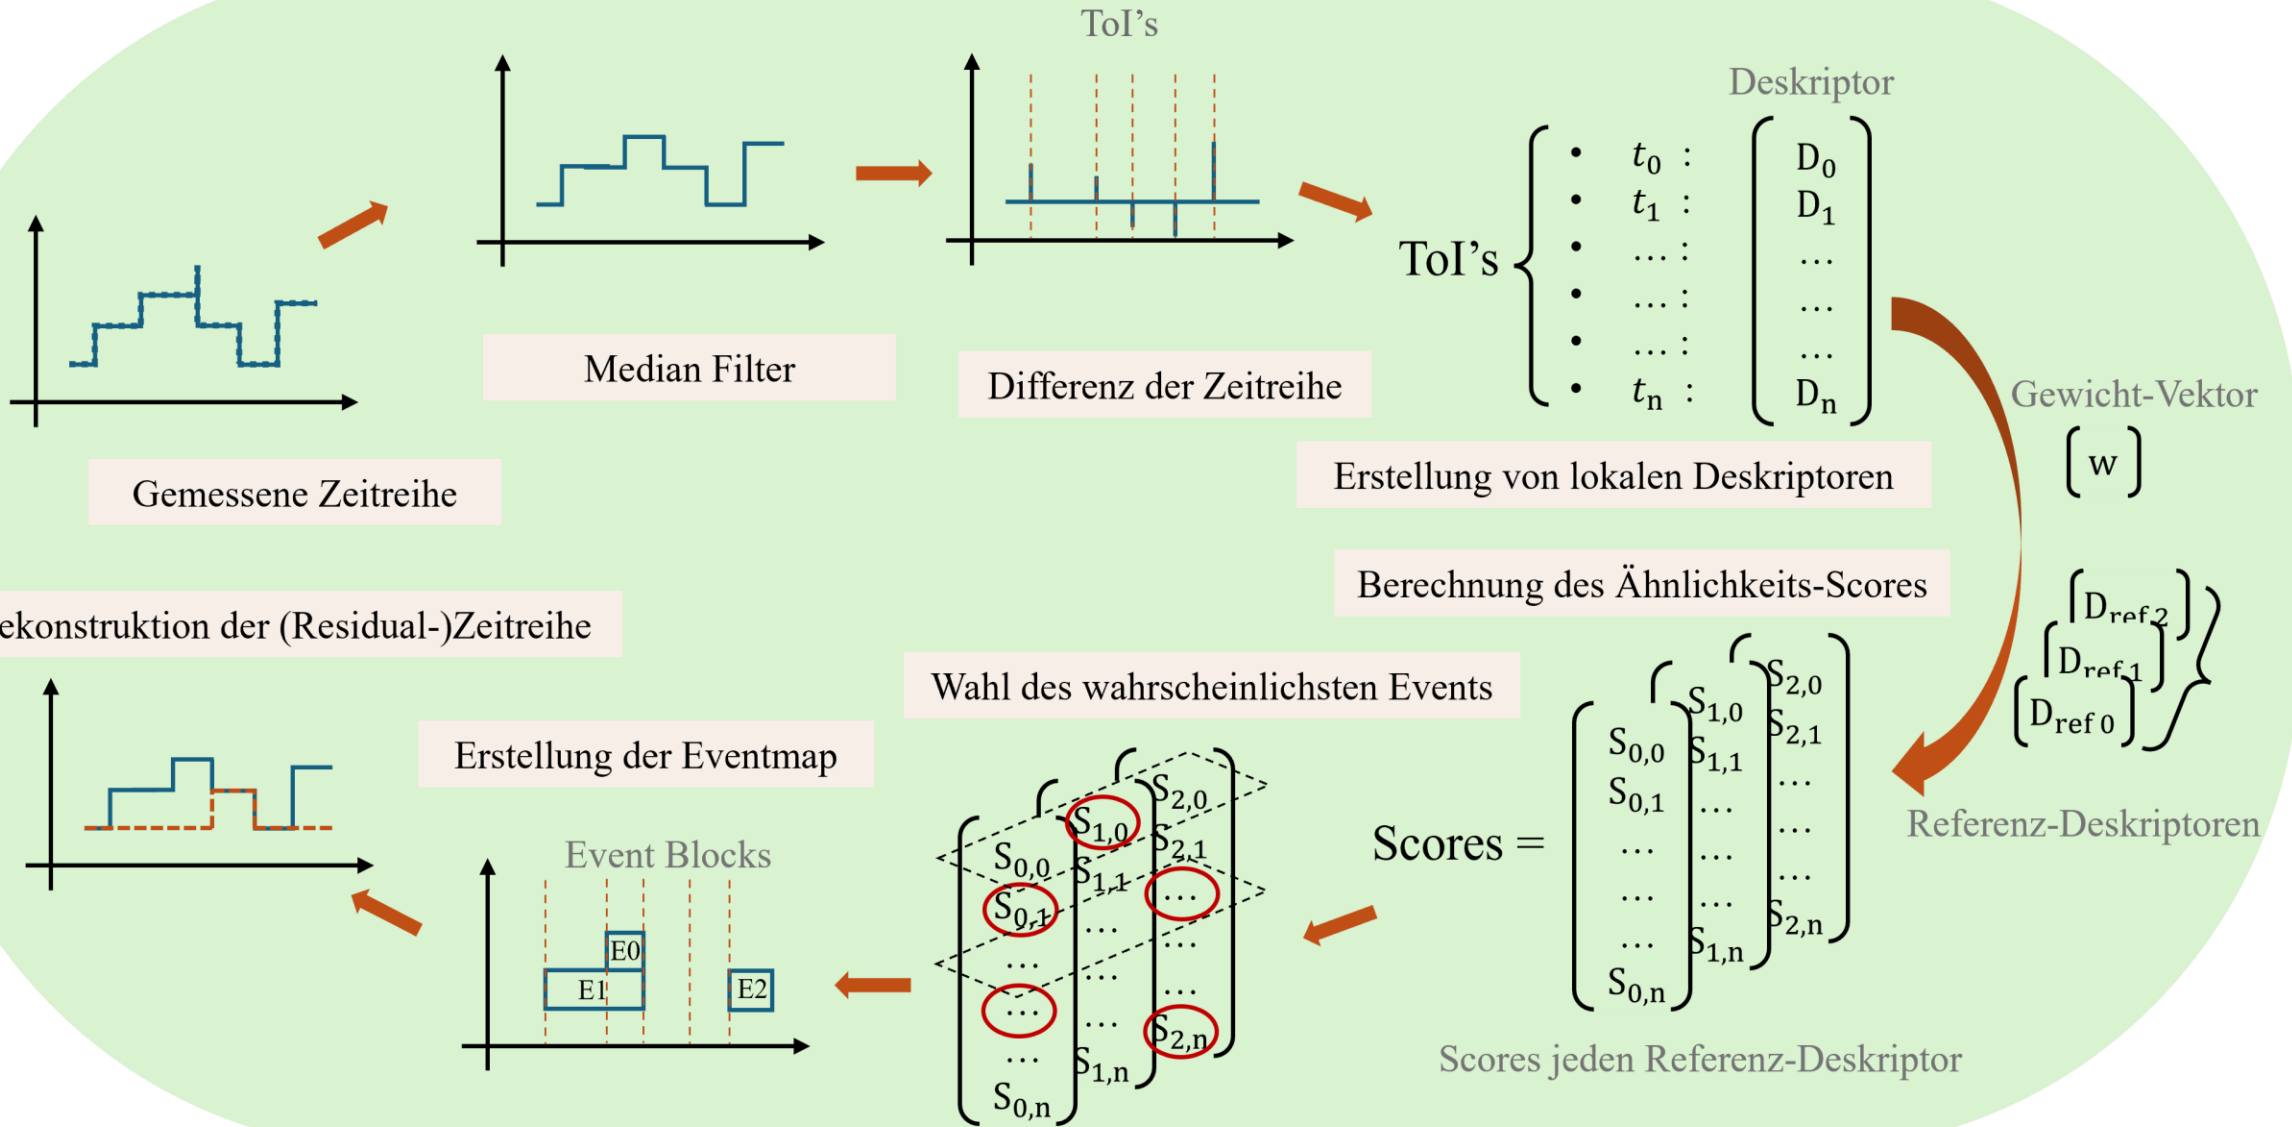 ToI's
Deskriptor
ToI's
• t0 : D0
• t1 : D1
• ... : ...
• ... : ...
• ... : ...
• tn : Dn
Median Filter
Differenz der Zeitreihe
Gewicht-Vektor
w
Gemessene Zeitreihe
Erstellung von lokalen Deskriptoren
Berechnung des Ähnlichkeits-Scores
Dref 2
Dref 1
Dref 0
Referenz-Deskriptoren
ekonstruktion der (Residual-)Zeitreihe
Wahl des wahrscheinlichsten Events
Erstellung der Eventmap
Scores =
S0,0
S0,1
...
...
...
S0,n
S1,0
S1,1
...
...
...
S1,n
S2,0
S2,1
...
...
...
S2,n
Scores jeden Referenz-Deskriptor
S0,0
S0,1
...
...
...
S0,n
S1,0
S1,1
...
...
...
S1,n
S2,0
S2,1
...
...
...
S2,n
Event Blocks
E0
E1
E2